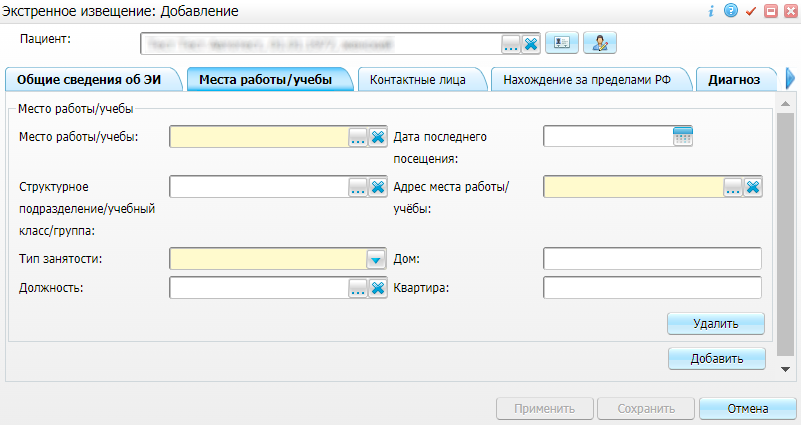 Экстренное извещение: Добавление
Пациент:
Общие сведения об ЭИ
Места работы/учебы
Контактные лица
Нахождение за пределами РФ
Диагноз
Место работы/учебы
Место работы/учебы:
Дата последнего
посещения:
Структурное
подразделение/учебный
класс/группа:
Адрес места работы/
учёбы:
Тип занятости:
Дом:
Должность:
Квартира:
Удалить
Добавить
Применить
Сохранить
Отмена